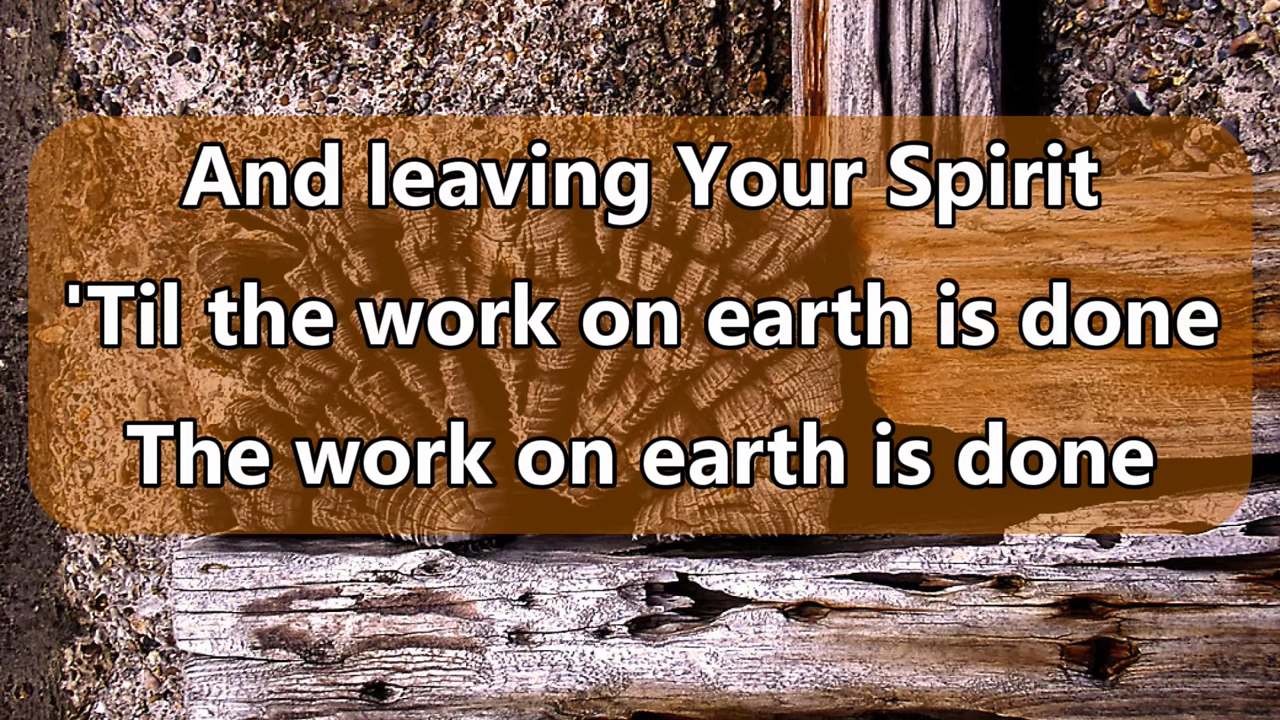 And leaving Your Spirit
'Til the work on earth is done
The work on earth is done